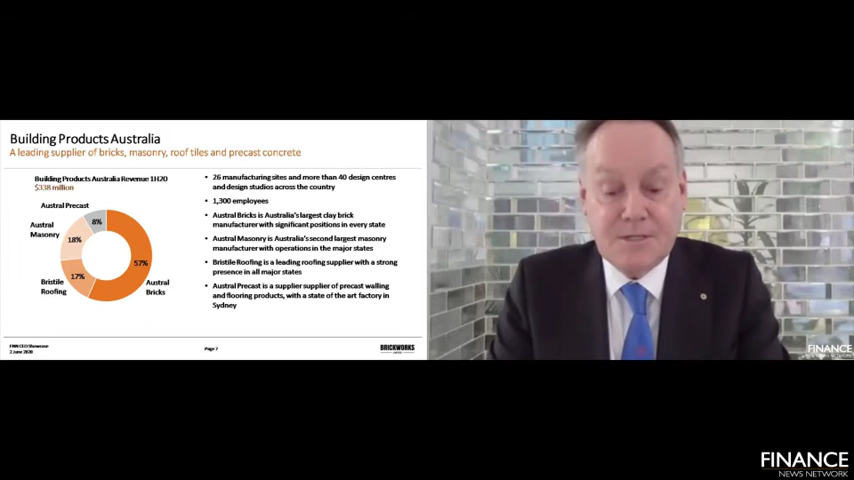 Building Products Australia
A leading supplier of bricks, masonry, roof tiles and precast concrete
Building Products Australia Revenue 1H20
$338 million
Austral Precast
8%
Austral
Masonry
18%
57%
17%
Bristile
Roofing
Austral
Bricks
• 26 manufacturing sites and more than 40 design centres
and design studios across the country
• 1,300 employees
• Austral Bricks is Australia's largest clay brick
manufacturer with significant positions in every state
• Austral Masonry is Australia's second largest masonry
manufacturer with operations in the major states
• Bristile Roofing is a leading roofing supplier with a strong
presence in all major states
• Austral Precast is a supplier supplier of precast walling
and flooring products, with a state of the art factory in
Sydney
FNN CEO Showcase
2 June 2020
Page 7
BRICKWORKS
FINANCE
NEWS NETWORK
FINANCE
NEWS NETWORK